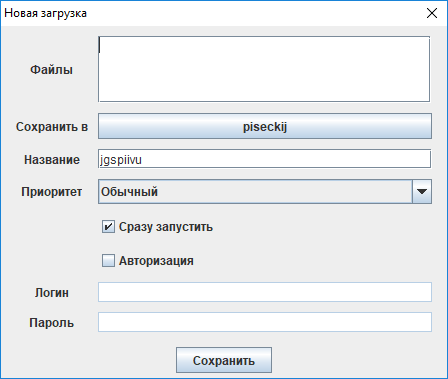 Новая загрузка
Файлы
Сохранить в piseckij
Название jgspiivu
Приоритет Обычный
Сразу запустить
Авторизация
Логин
Пароль
Сохранить